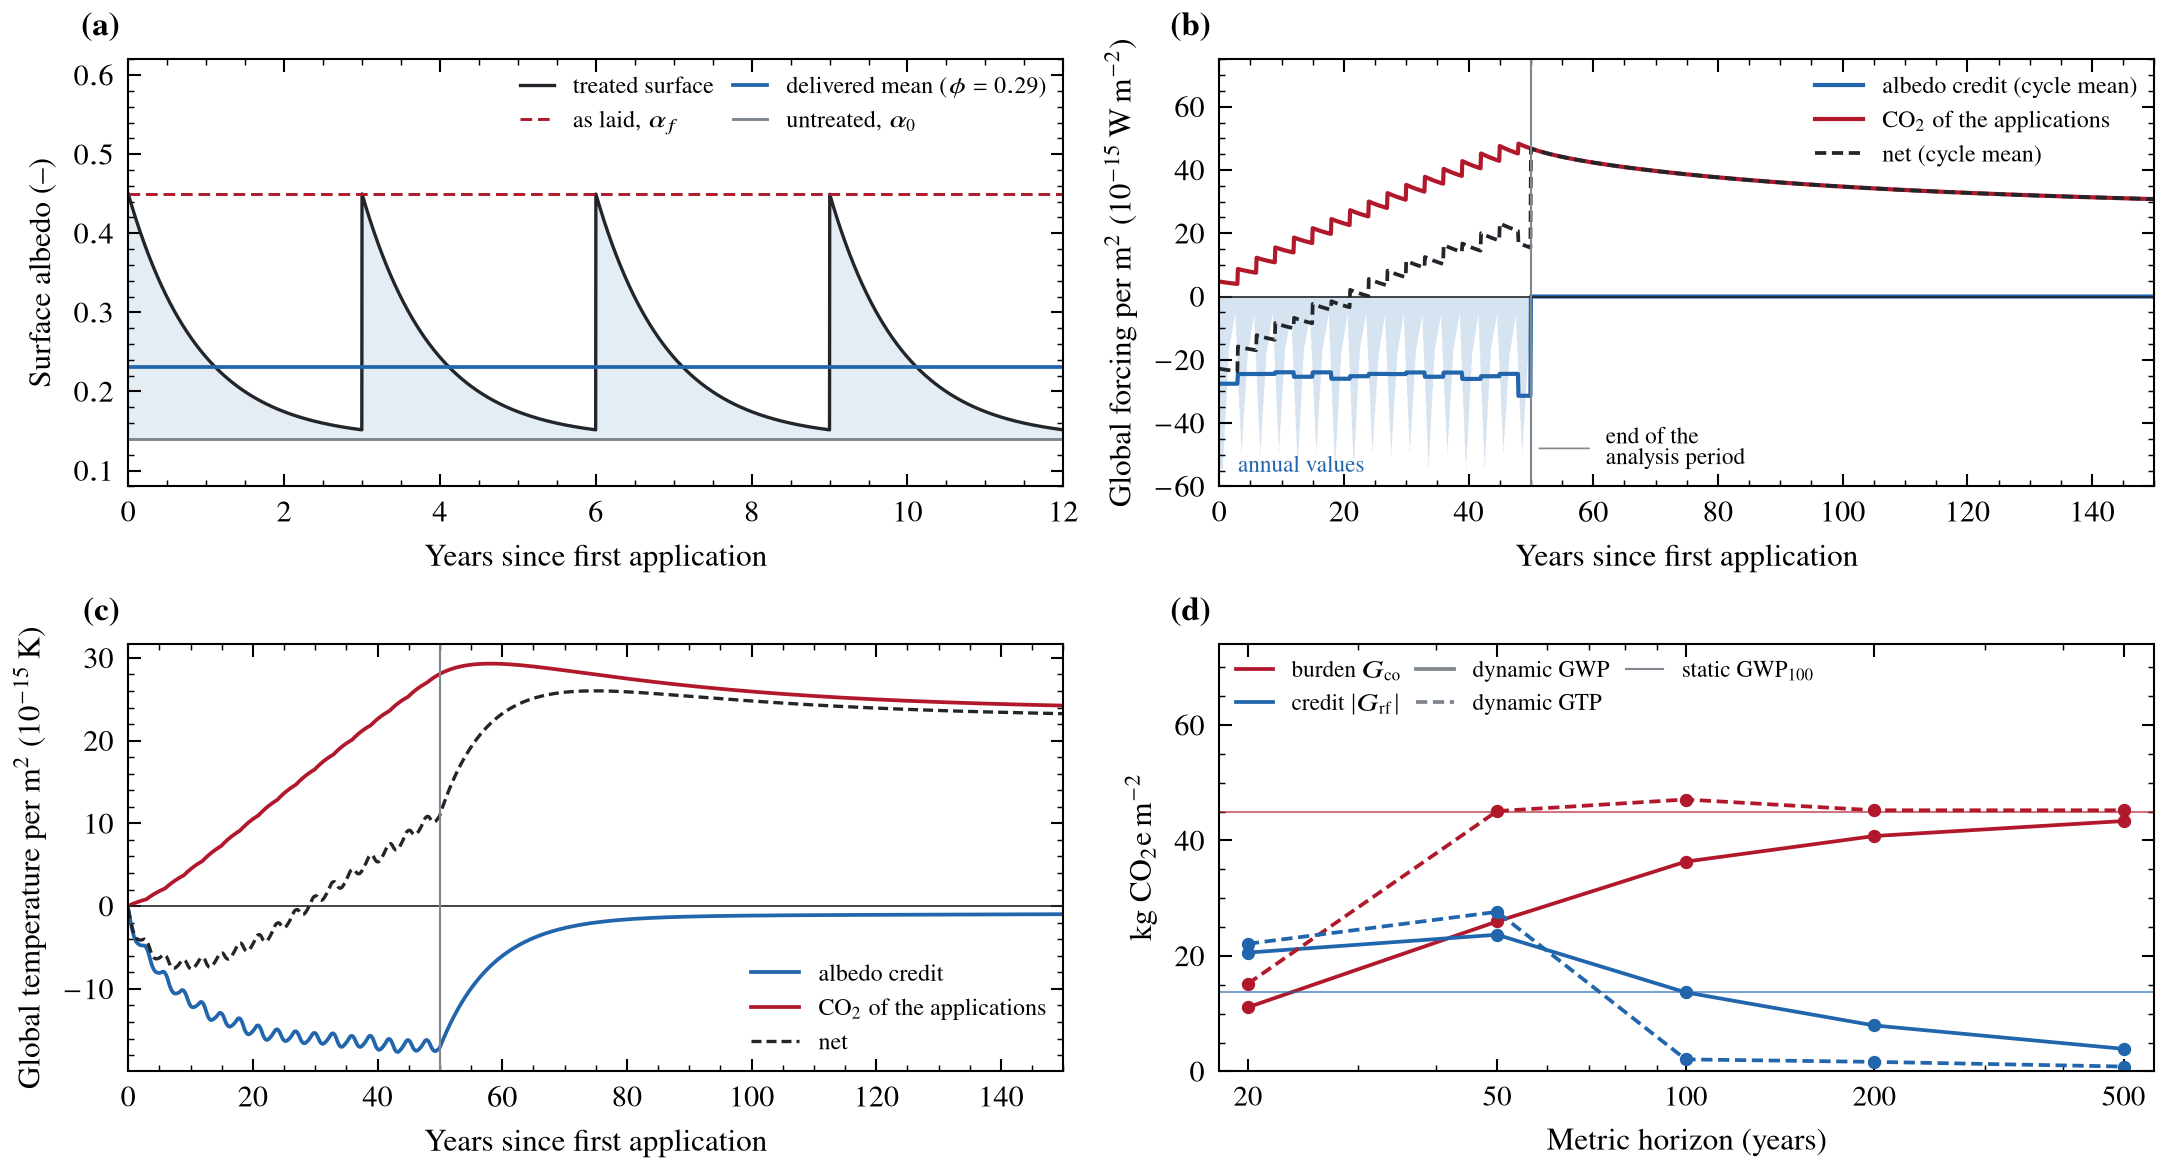 (a)
0.6
0.5
0.4
0.3
0.2
0.1
Surface albedo (−)
treated surface
as laid, α_f
delivered mean (ϕ = 0.29)
untreated, α₀
0 2 4 6 8 10 12
Years since first application
(b)
60
40
20
0
−20
−40
−60
Global forcing per m² (10⁻¹⁵ W m⁻²)
albedo credit (cycle mean)
CO₂ of the applications
net (cycle mean)
annual values
end of the
analysis period
0 20 40 60 80 100 120 140
Years since first application
(c)
30
20
10
0
−10
Global temperature per m² (10⁻¹⁵ K)
albedo credit
CO₂ of the applications
net
0 20 40 60 80 100 120 140
Years since first application
(d)
60
40
20
0
kg CO₂e m⁻²
burden G_co
credit |G_rf|
dynamic GWP
dynamic GTP
static GWP₁₀₀
20 50 100 200 500
Metric horizon (years)